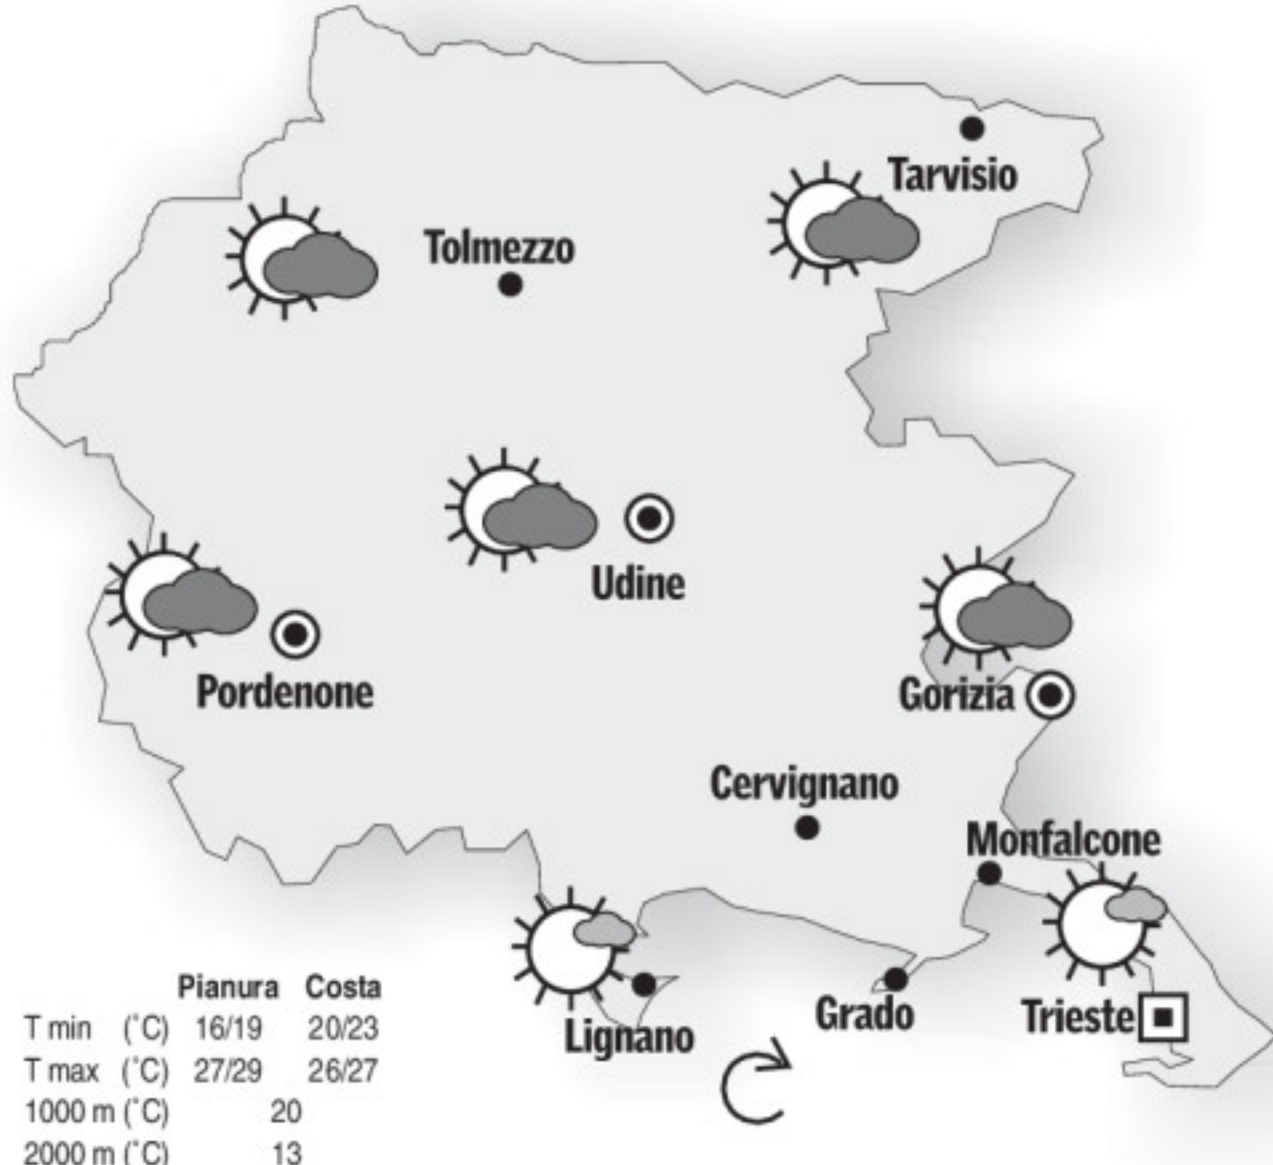 Tarvisio
Tolmezzo
Udine
Pordenone
Gorizia
Cervignano
Monfalcone
Grado
Trieste
Lignano
Pianura Costa
T min (˚C) 16/19 20/23
T max (˚C) 27/29 26/27
1000 m (˚C) 20
2000 m (˚C) 13